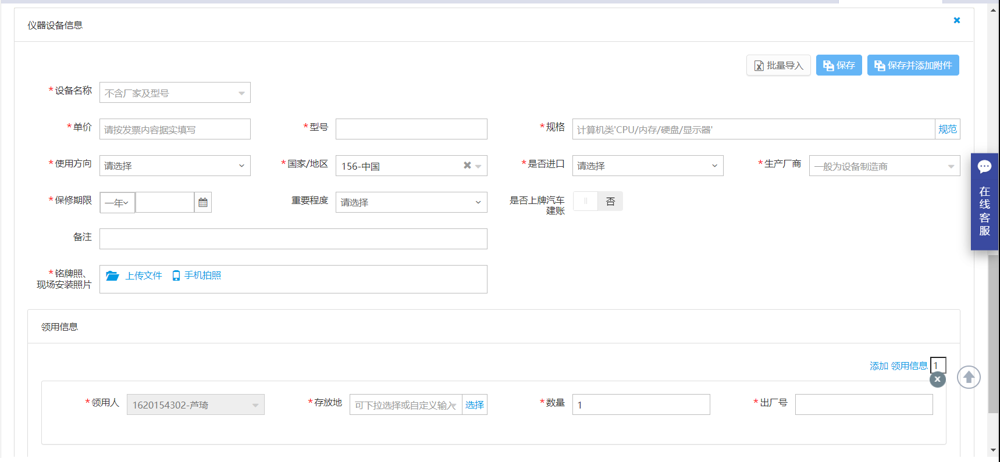 仪器设备信息
批量导入 保存 保存并添加附件
*设备名称 不含厂家及型号
*单价 请按发票内容据实填写 *型号 *规格 计算机类'CPU/内存/硬盘/显示器' 规范
*使用方向 请选择 *国家/地区 156-中国 *是否进口 请选择 *生产厂商 一般为设备制造商
*保修期限 一年 重要程度 请选择 是否上牌汽车
建账 否
备注
*铭牌照、
现场安装照片 上传文件 手机拍照
领用信息
添加 领用信息 1
*领用人 1620154302-芦琦 *存放地 可下拉选择或自定义输入 选择 *数量 1 *出厂号
在线客服